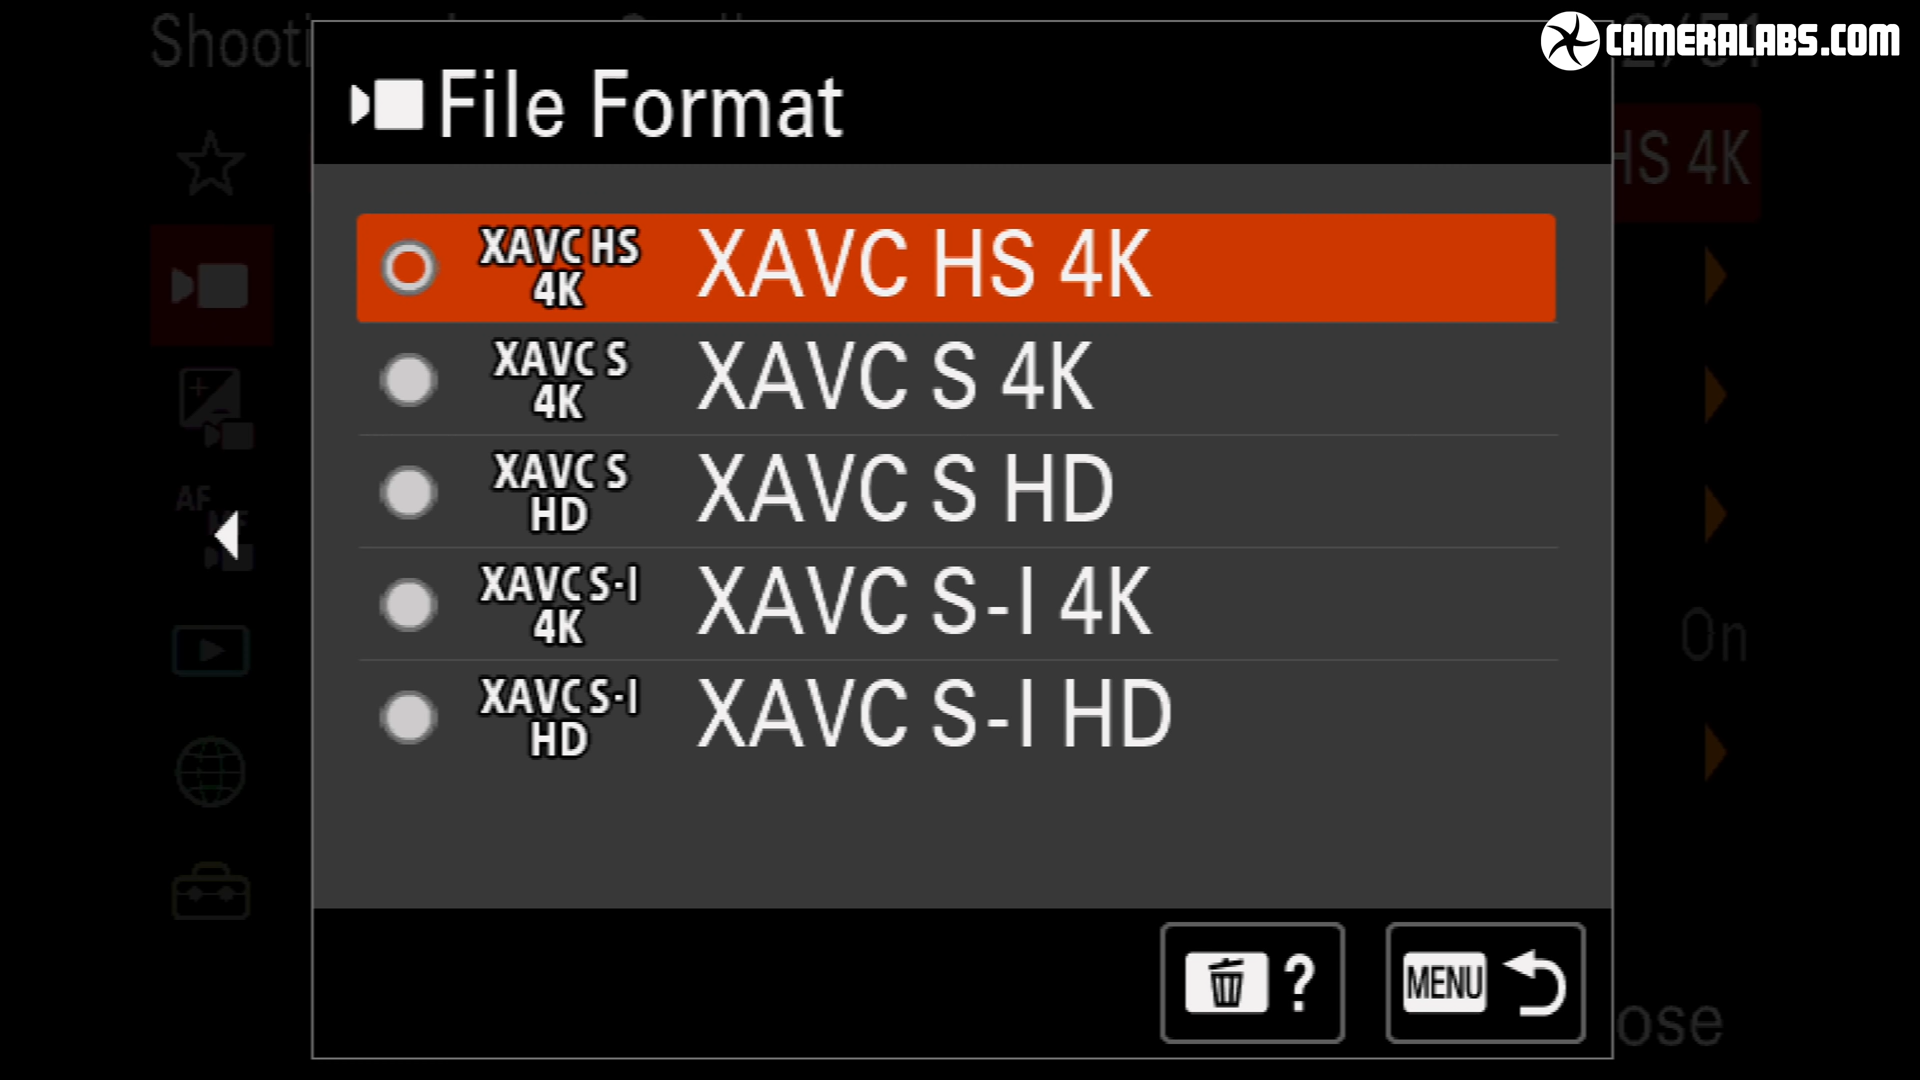 CAMERALABS.COM
File Format
HS 4K
XAVC HS
4K
XAVC HS 4K
XAVC S
4K
XAVC S 4K
XAVC S
HD
XAVC S HD
XAVC S-I
4K
XAVC S-I 4K
XAVC S-I
HD
XAVC S-I HD
AF
On
?
MENU